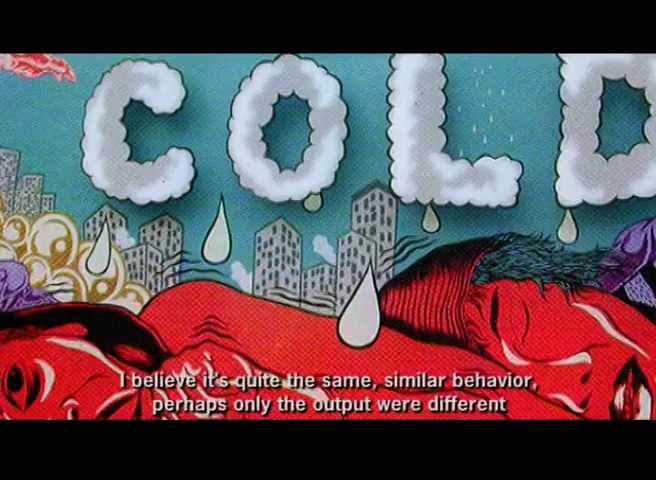 COLD
I believe it's quite the same, similar behavior,
perhaps only the output were different